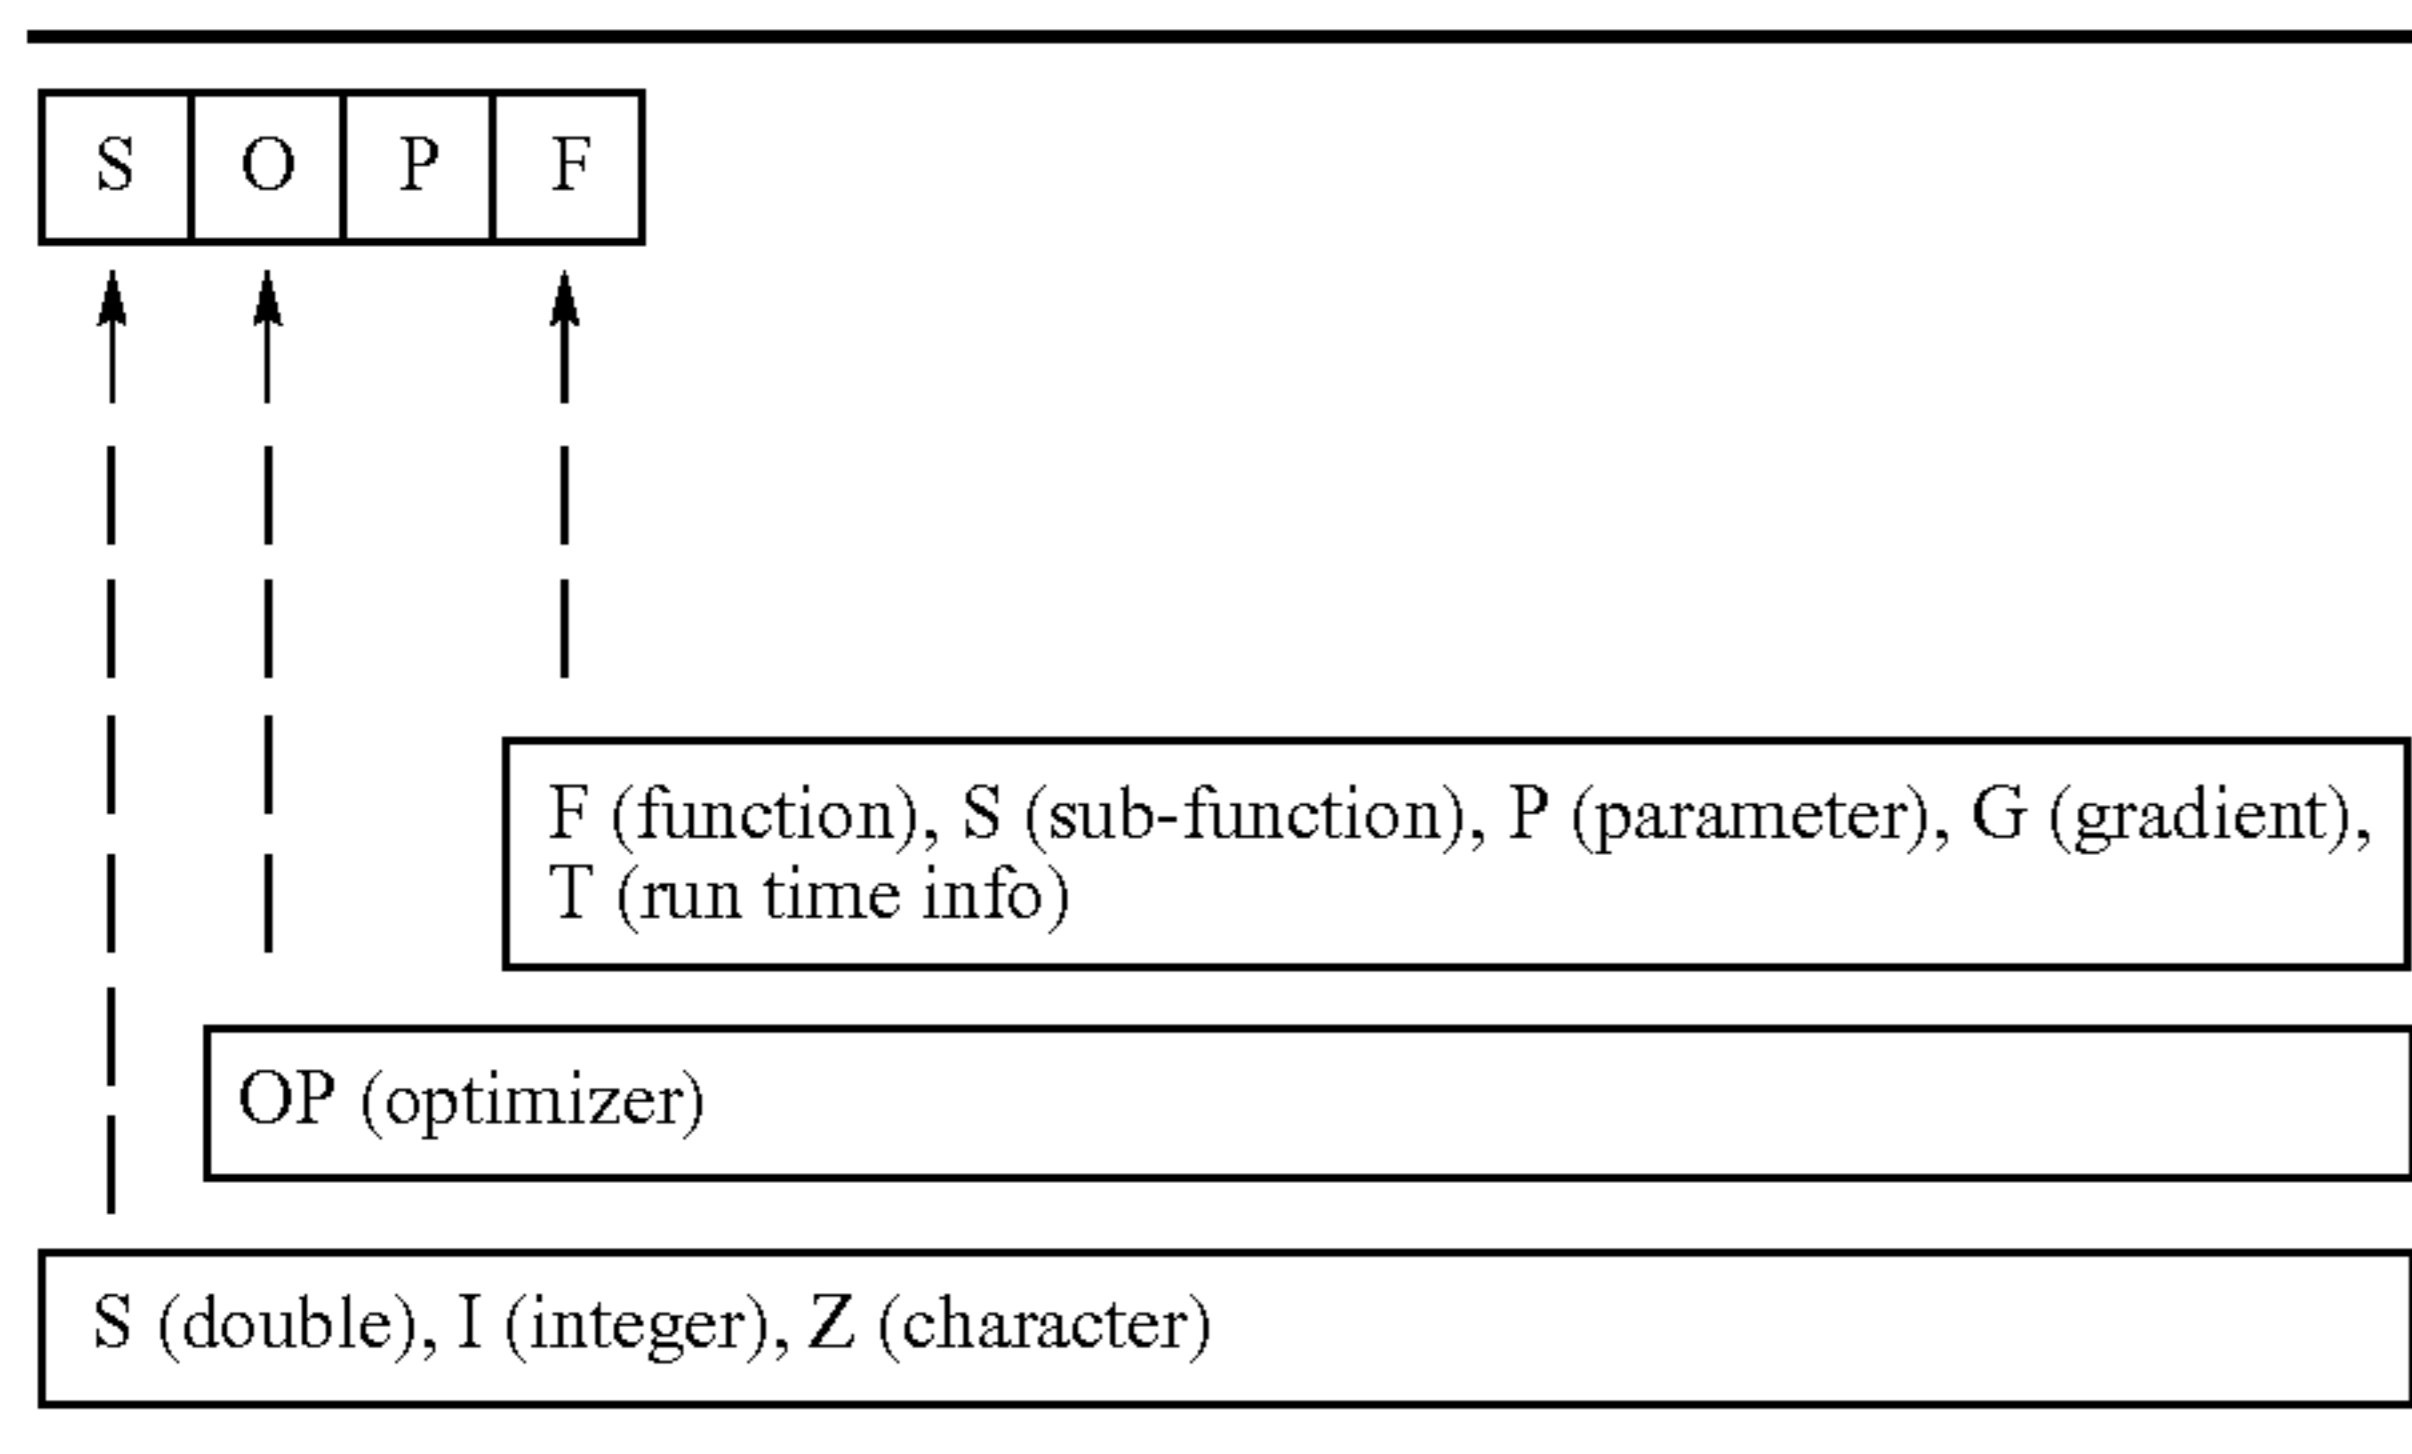 S O P F
F (function), S (sub-function), P (parameter), G (gradient),
T (run time info)
OP (optimizer)
S (double), I (integer), Z (character)